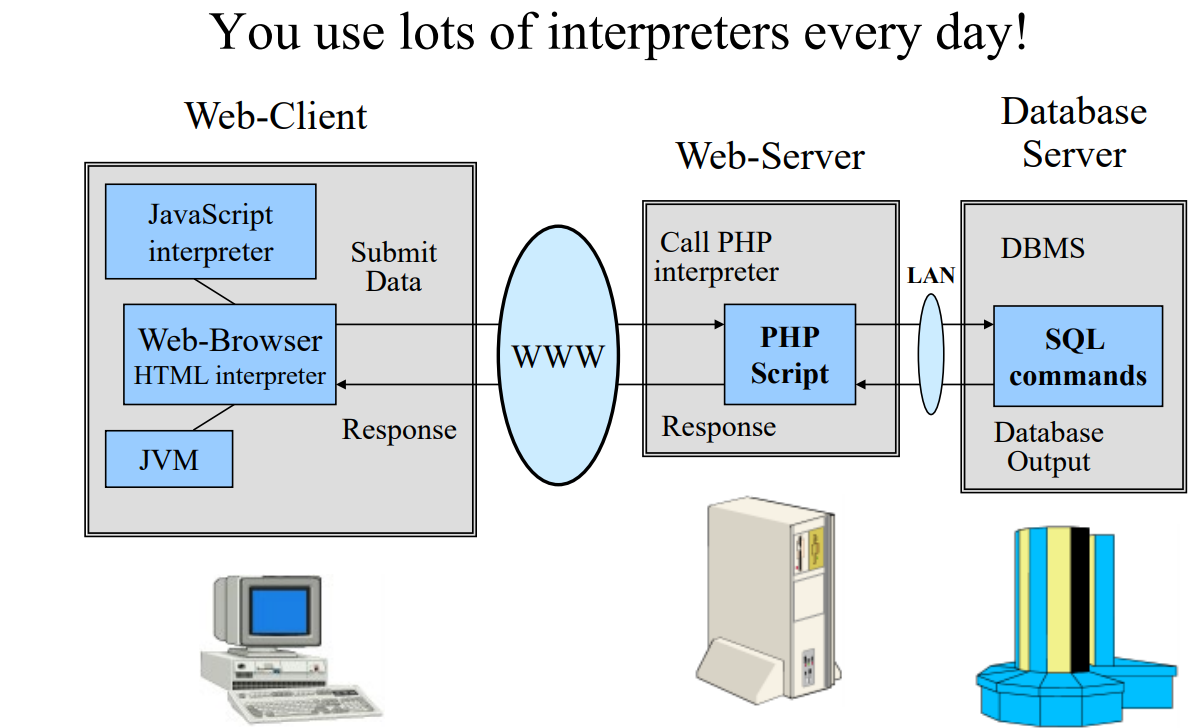 You use lots of interpreters every day!
Web-Client
JavaScript
interpreter
Submit
Data
Web-Browser
HTML interpreter
Response
JVM
WWW
Web-Server
Call PHP
interpreter
PHP
Script
Response
LAN
Database
Server
DBMS
SQL
commands
Database
Output